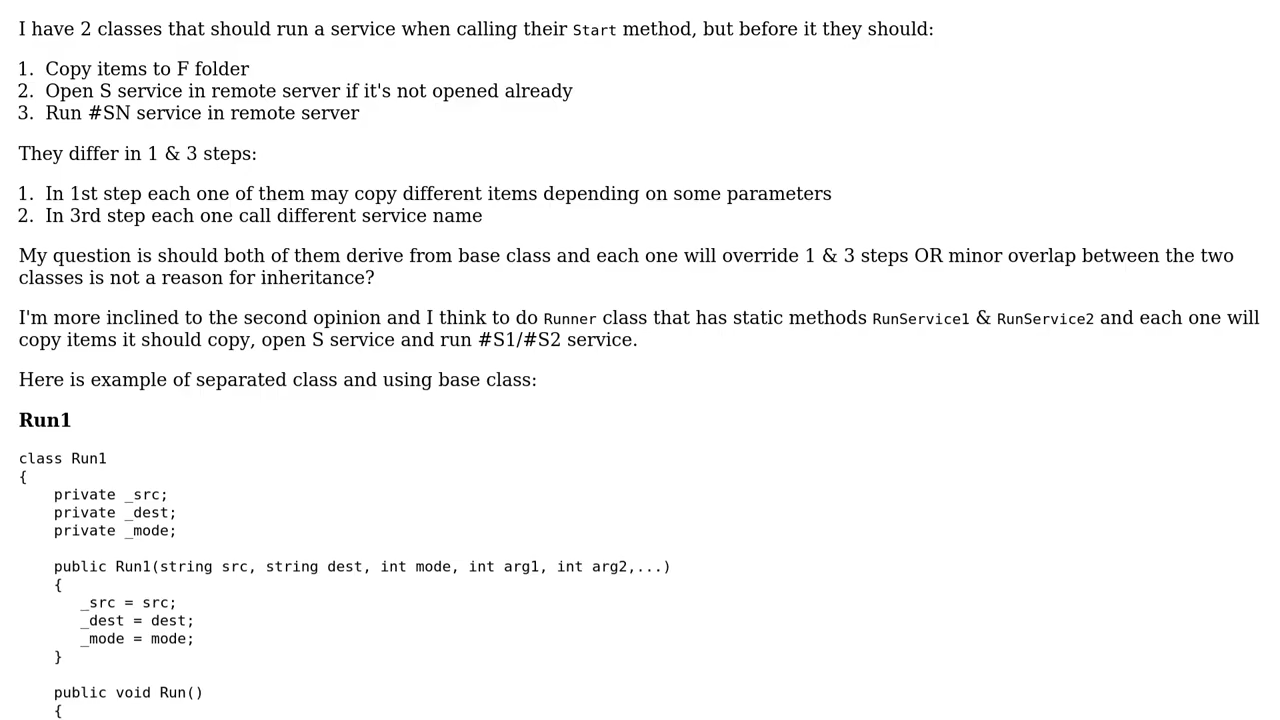 I have 2 classes that should run a service when calling their Start method, but before it they should:
1. Copy items to F folder
2. Open S service in remote server if it's not opened already
3. Run #SN service in remote server
They differ in 1 & 3 steps:
1. In 1st step each one of them may copy different items depending on some parameters
2. In 3rd step each one call different service name
My question is should both of them derive from base class and each one will override 1 & 3 steps OR minor overlap between the two
classes is not a reason for inheritance?
I'm more inclined to the second opinion and I think to do Runner class that has static methods RunService1 & RunService2 and each one will
copy items it should copy, open S service and run #S1/#S2 service.
Here is example of separated class and using base class:
Run1
class Run1
{
    private _src;
    private _dest;
    private _mode;
    public Run1(string src, string dest, int mode, int arg1, int arg2,...)
    {
       _src = src;
       _dest = dest;
       _mode = mode;
    }
    public void Run()
    {